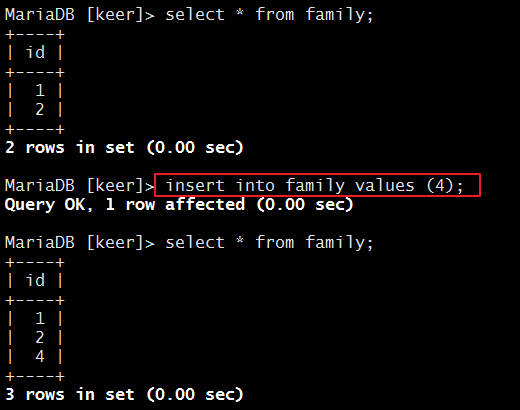 MariaDB [keer]> select * from family;
+----+
| id |
+----+
|  1 |
|  2 |
+----+
2 rows in set (0.00 sec)
MariaDB [keer]> insert into family values (4);
Query OK, 1 row affected (0.00 sec)
MariaDB [keer]> select * from family;
+----+
| id |
+----+
|  1 |
|  2 |
|  4 |
+----+
3 rows in set (0.00 sec)